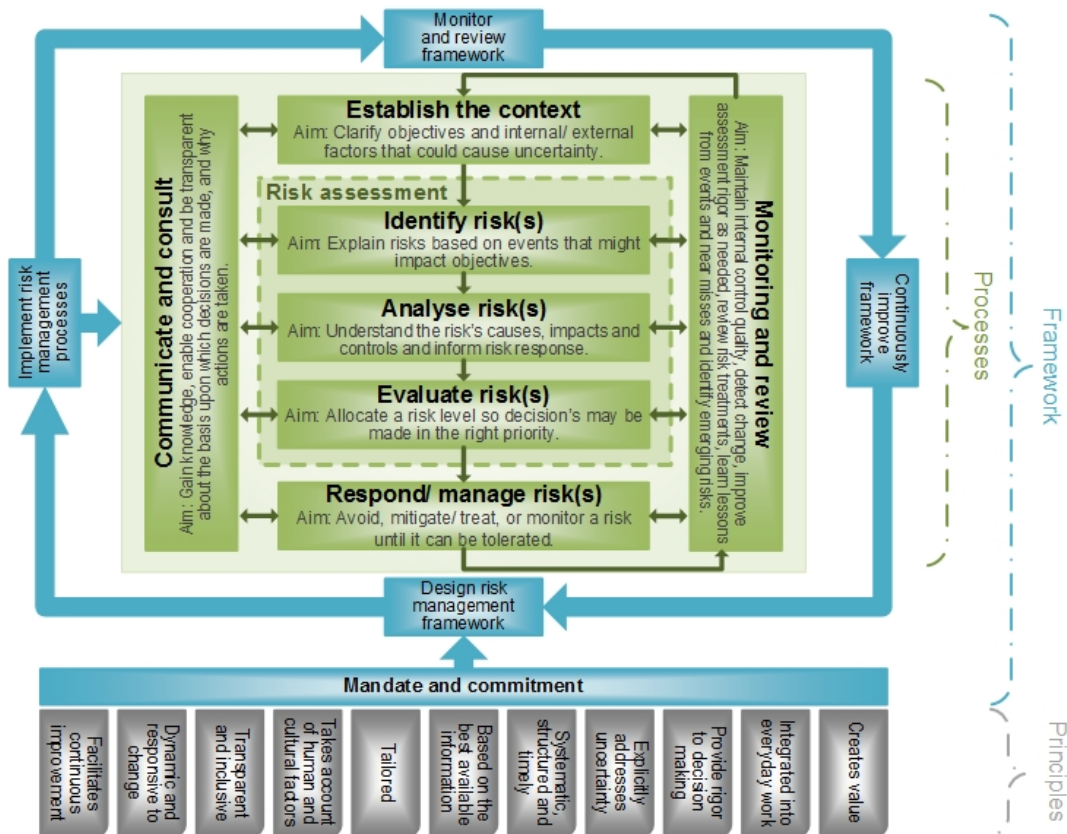 Monitor
and review
framework
Establish the context
Aim: Clarify objectives and internal/ external
factors that could cause uncertainty.
Risk assessment
Identify risk(s)
Aim: Explain risks based on events that might
impact objectives.
Analyse risk(s)
Aim: Understand the risk's causes, impacts and
controls and inform risk response.
Evaluate risk(s)
Aim: Allocate a risk level so decision's may be
made in the right priority.
Respond/ manage risk(s)
Aim: Avoid, mitigate/ treat, or monitor a risk
until it can be tolerated.
Communicate and consult
Aim: Gain knowledge, enable cooperation and be transparent
about the basis upon which decisions are made, and why
actions are taken.
Monitoring and review
Aim: Maintain internal control quality, detect change, improve
assessment rigor as needed, review risk treatments, learn lessons
from events and near misses and identify emerging risks.
Implement risk
management
processes
Continuously
improve
framework
Processes
Framework
Design risk
management
framework
Mandate and commitment
Facilitates
continuous
improvement
Dynamic and
responsive to
change
Transparent
and inclusive
Takes account
of human and
cultural factors
Tailored
Based on the
best available
information
Systematic,
structured and
timely
Explicitly
addresses
uncertainty
Provide rigor
to decision
making
Integrated into
everyday work
Creates value
Principles